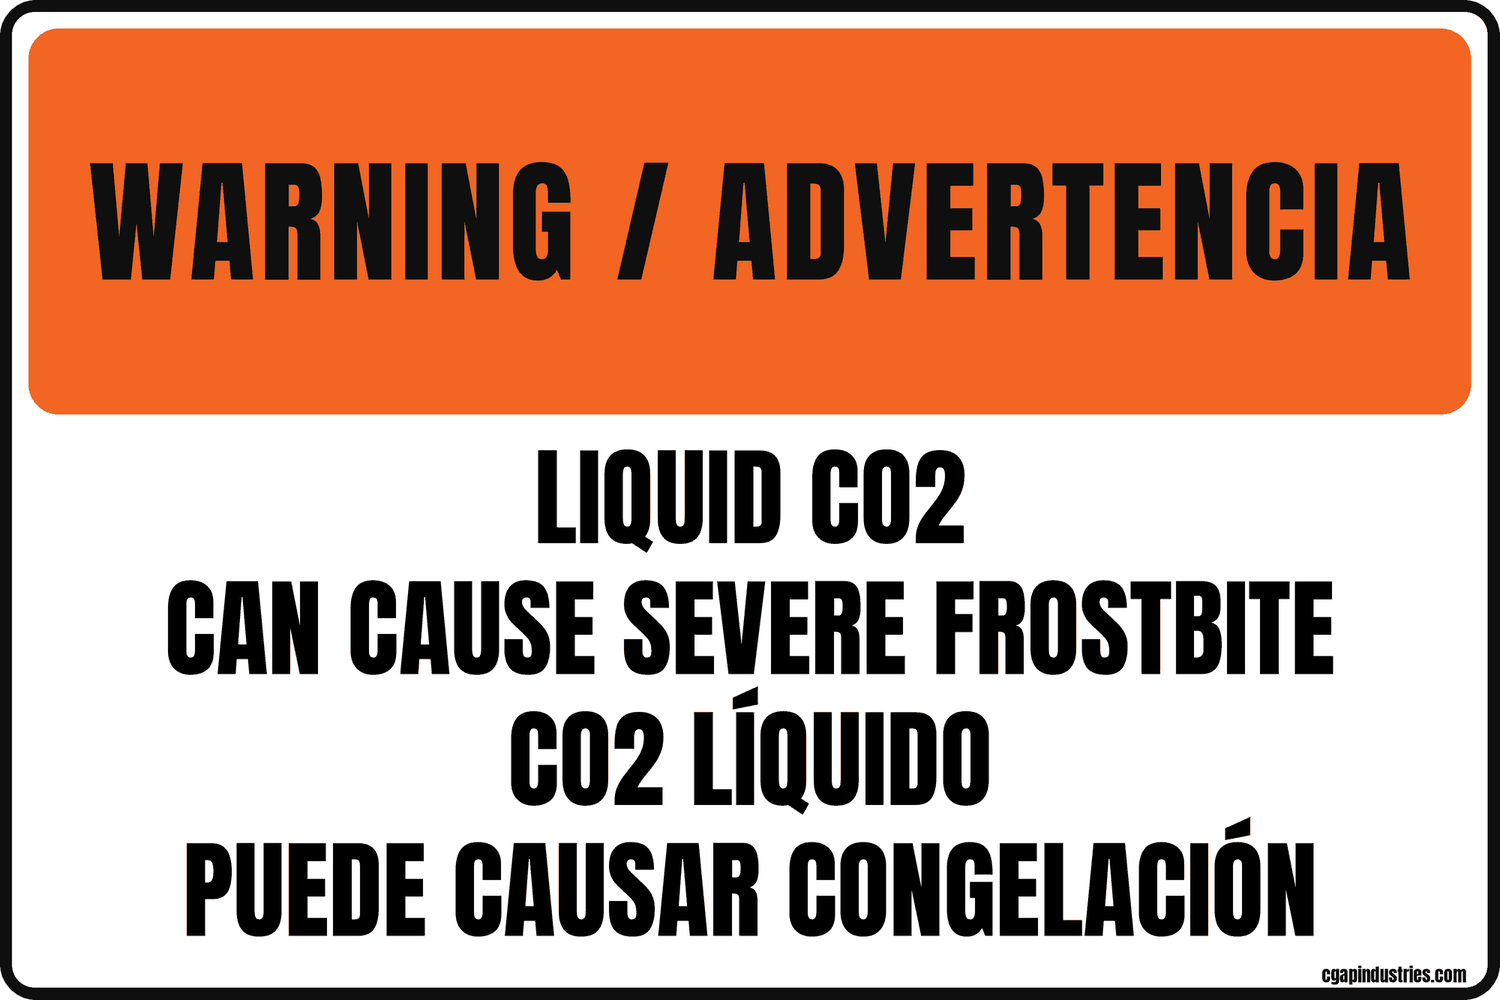 WARNING / ADVERTENCIA
LIQUID CO2
CAN CAUSE SEVERE FROSTBITE
CO2 LÍQUIDO
PUEDE CAUSAR CONGELACIÓN
cgapindustries.com